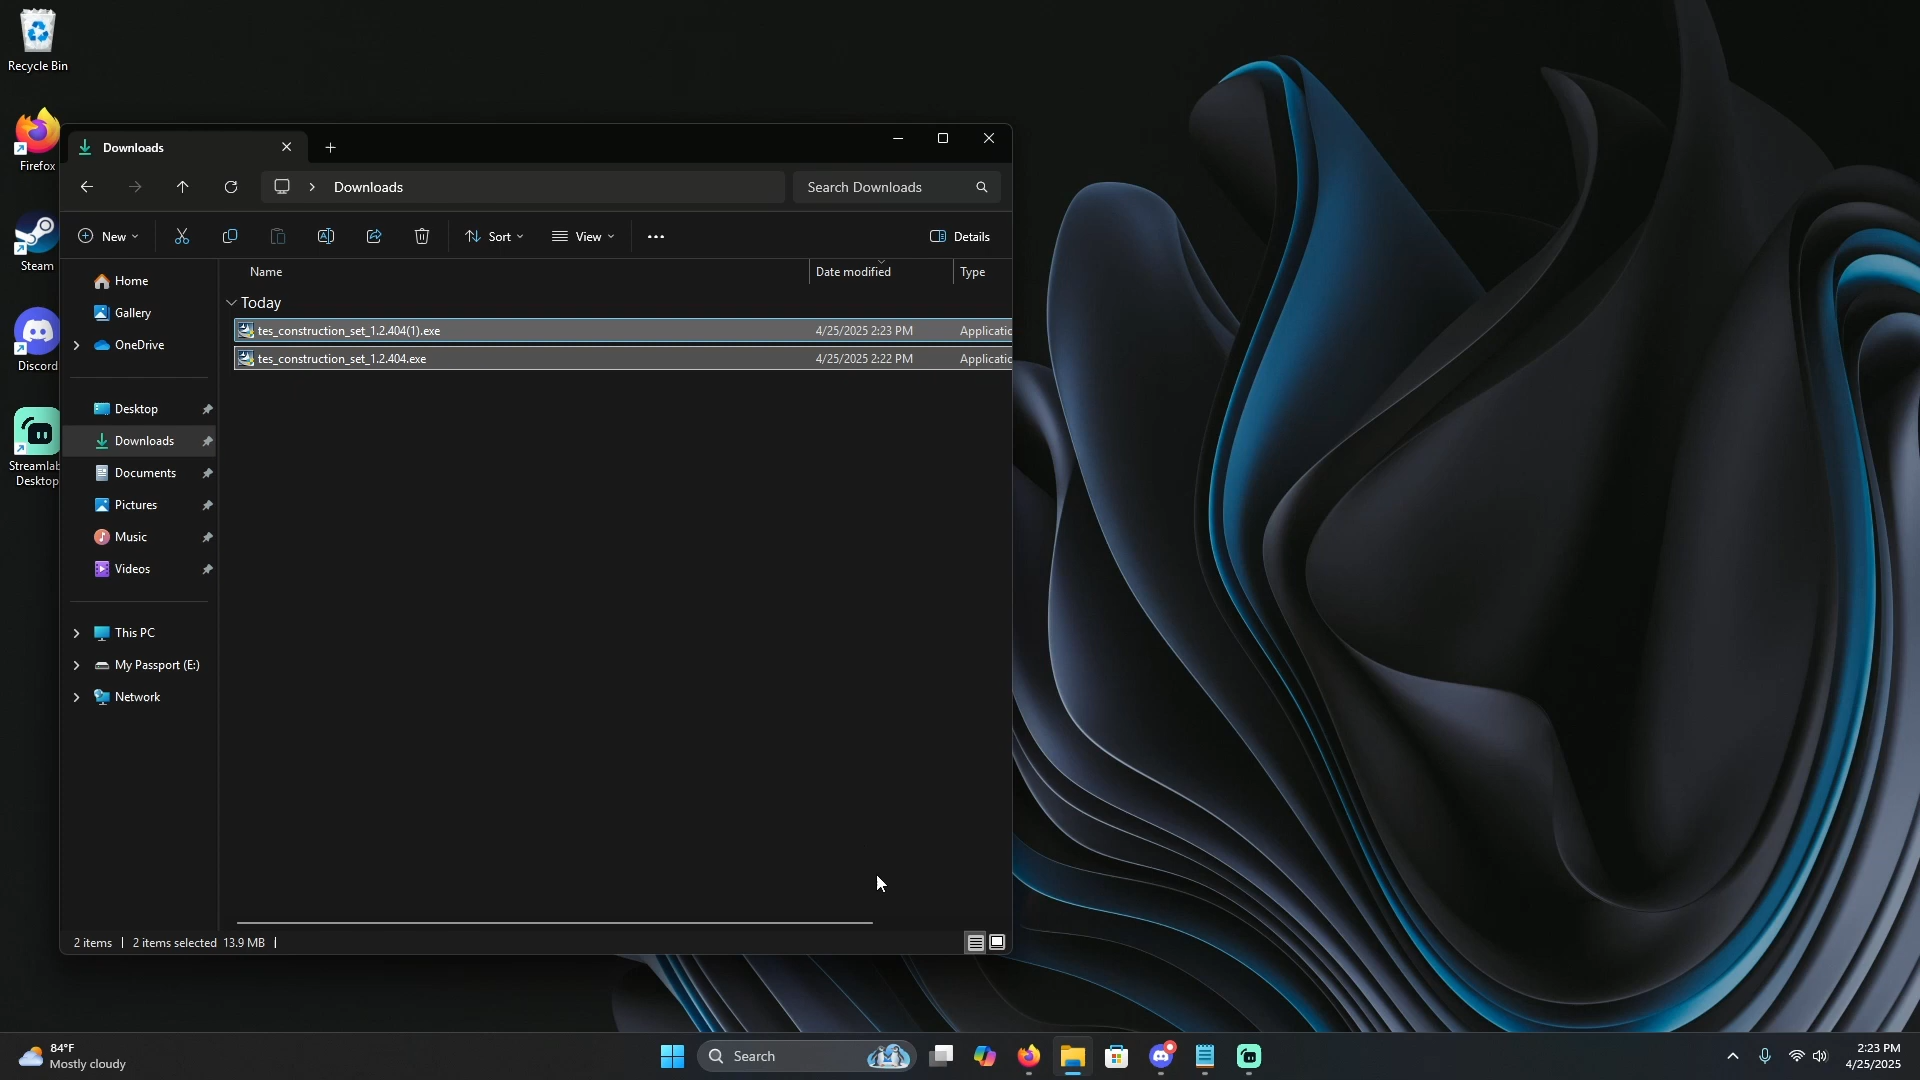 Recycle Bin
Firefox
Steam
Discord
Streamlab
Desktop
Downloads
Downloads
Search Downloads
New
Sort
View
Details
Name
Date modified
Type
Today
tes_construction_set_1.2.404(1).exe
4/25/2025 2:23 PM
Applicatic
tes_construction_set_1.2.404.exe
4/25/2025 2:22 PM
Applicatic
Home
Gallery
OneDrive
Desktop
Downloads
Documents
Pictures
Music
Videos
This PC
My Passport (E:)
Network
2 items
2 items selected 13.9 MB
84°F
Mostly cloudy
Search
2:23 PM
4/25/2025